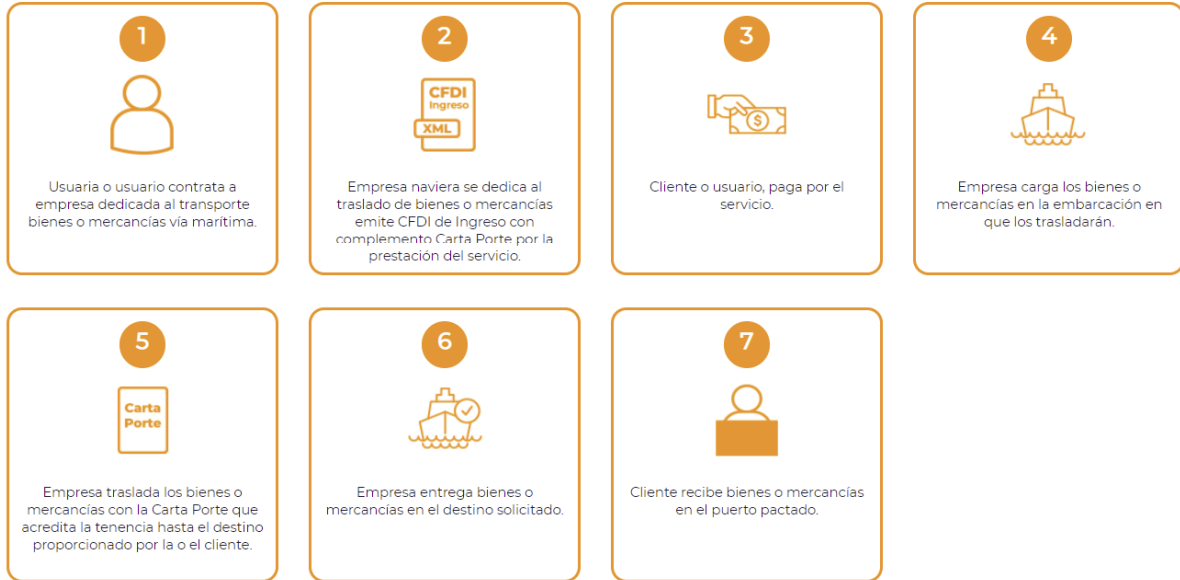 1
Usuaria o usuario contrata a
empresa dedicada al transporte
bienes o mercancías vía marítima.
2
CFDI
Ingreso
XML
Empresa naviera se dedica al
traslado de bienes o mercancías
emite CFDI de Ingreso con
complemento Carta Porte por la
prestación del servicio.
3
$
Cliente o usuario, paga por el
servicio.
4
Empresa carga los bienes o
mercancías en la embarcación en
que los trasladarán.
5
Carta
Porte
Empresa traslada los bienes o
mercancías con la Carta Porte que
acredita la tenencia hasta el destino
proporcionado por la o el cliente.
6
Empresa entrega bienes o
mercancías en el destino solicitado.
7
Cliente recibe bienes o mercancías
en el puerto pactado.